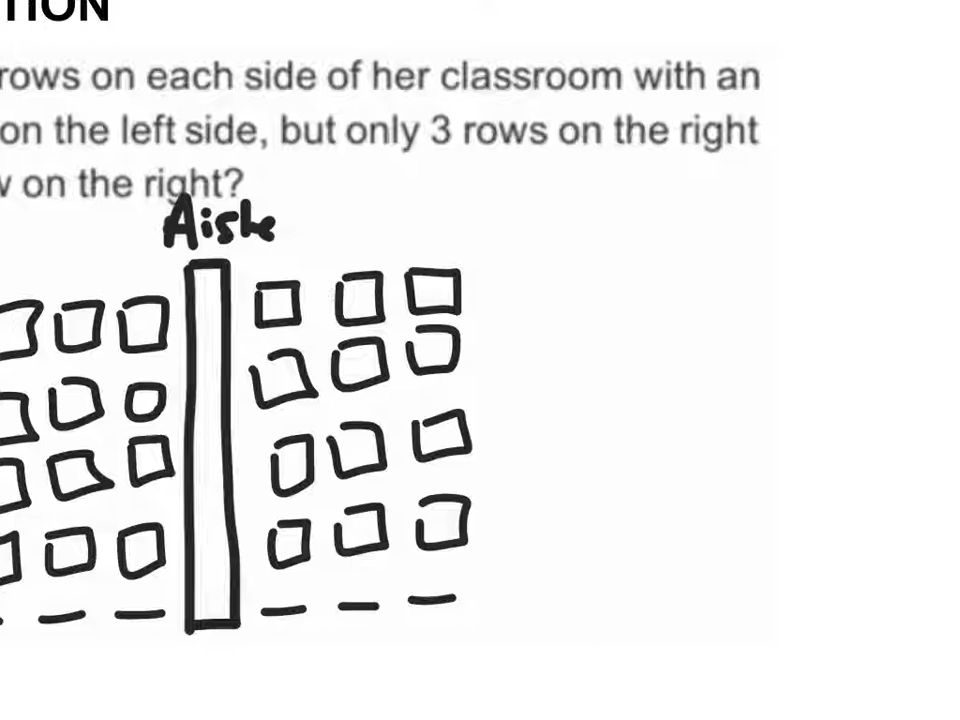 TION
rows on each side of her classroom with an
on the left side, but only 3 rows on the right
on the right?
Aisle